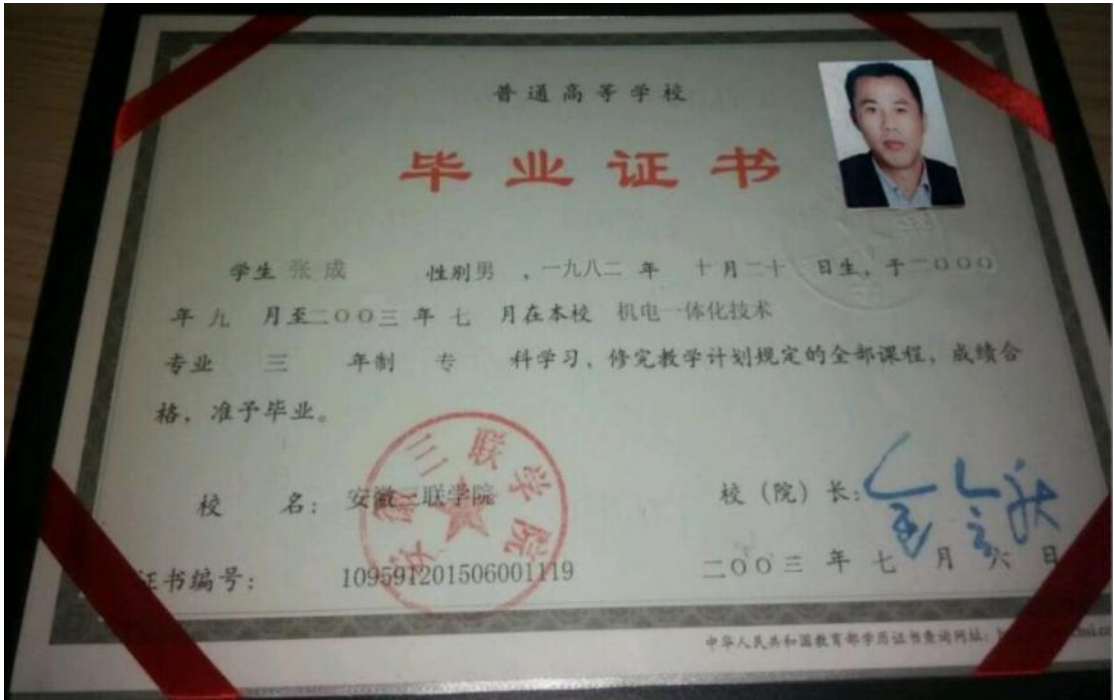 普通高等学校
毕业证书
学生 张成 性别男 ，一九八二 年 十月二十 日生，于二〇〇〇
年 九 月至二〇〇三 年 七 月在本校 机电一体化技术
专业 三 年制 专 科学习，修完教学计划规定的全部课程，成绩合
格，准予毕业。
安徽三联学院
校 名： 安徽三联学院
校（院）长：
证书编号： 109591201506001119
二〇〇三 年 七 月 六 日
中华人民共和国教育部学历证书查询网址：